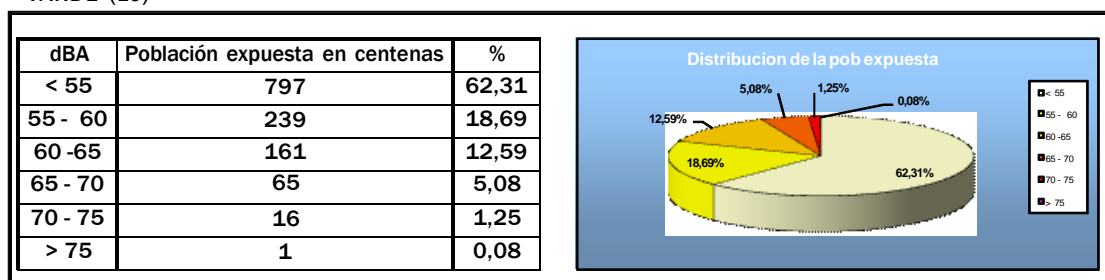 dBA Población expuesta en centenas %
< 55 797 62,31
55 - 60 239 18,69
60 -65 161 12,59
65 - 70 65 5,08
70 - 75 16 1,25
> 75 1 0,08
Distribucion de la pob expuesta
5,08% 1,25%
0,08%
12,59%
18,69%
62,31%
< 55
55 - 60
60 -65
65 - 70
70 - 75
> 75